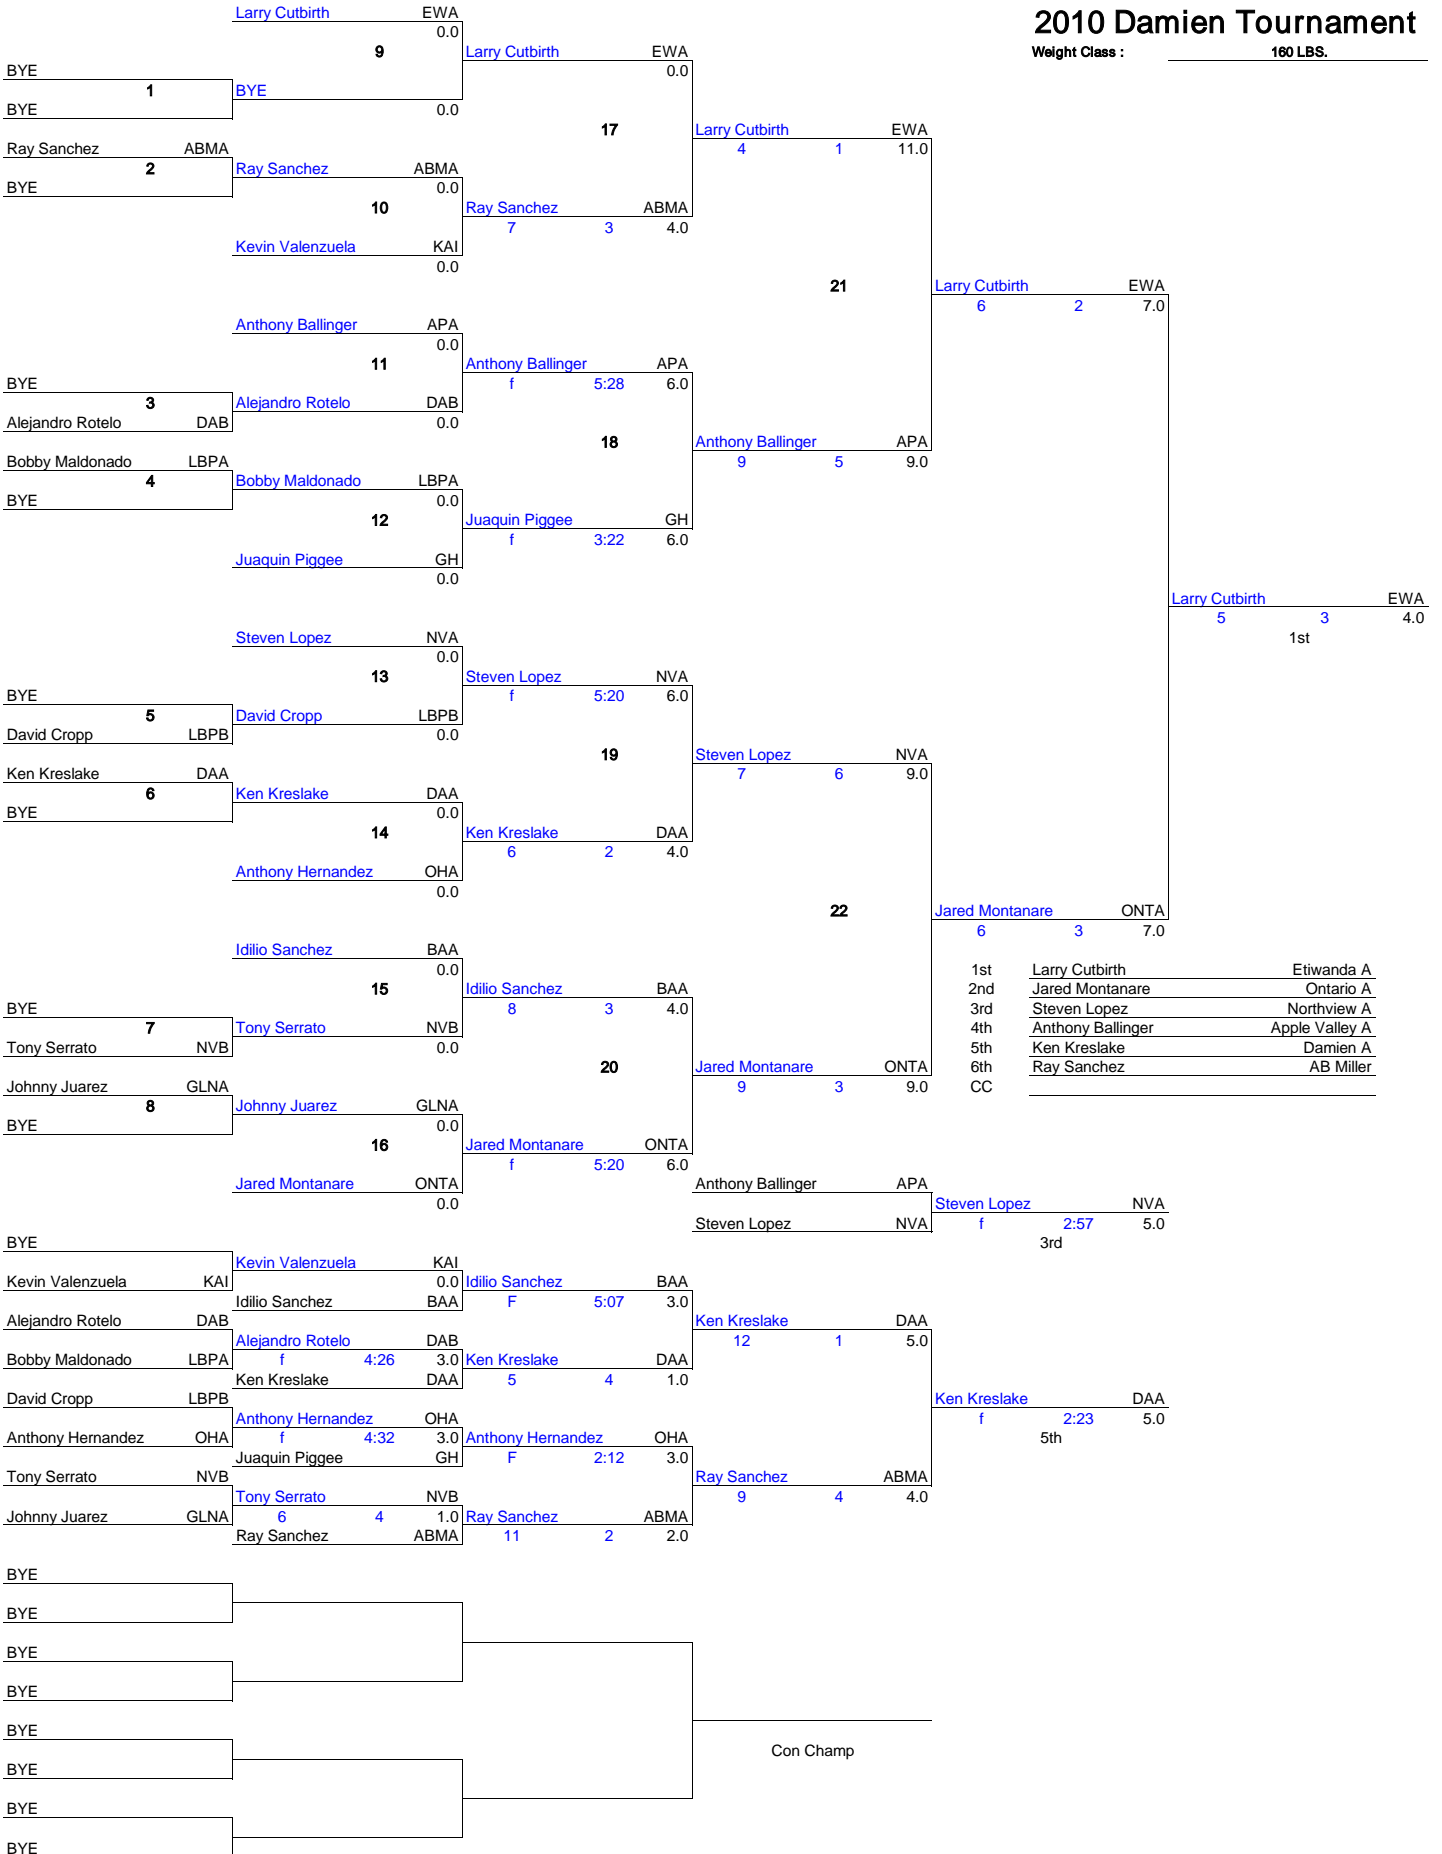 2010 Damien Tournament
Weight Class : 160 LBS.
Larry Cutbirth EWA
0.0
9
Larry Cutbirth EWA
0.0
BYE
1
BYE
BYE
0.0
17
Larry Cutbirth EWA
4 1 11.0
Ray Sanchez ABMA
2
Ray Sanchez ABMA
0.0
BYE
10
Ray Sanchez ABMA
7 3 4.0
Kevin Valenzuela KAI
0.0
21
Larry Cutbirth EWA
6 2 7.0
Anthony Ballinger APA
0.0
11
Anthony Ballinger APA
f 5:28 6.0
BYE
3
Alejandro Rotelo DAB
0.0
Alejandro Rotelo DAB
18
Anthony Ballinger APA
9 5 9.0
Bobby Maldonado LBPA
4
Bobby Maldonado LBPA
0.0
BYE
12
Juaquin Piggee GH
f 3:22 6.0
Juaquin Piggee GH
0.0
Larry Cutbirth EWA
5 3 4.0
1st
Steven Lopez NVA
0.0
13
Steven Lopez NVA
f 5:20 6.0
BYE
5
David Cropp LBPB
0.0
David Cropp LBPB
19
Steven Lopez NVA
7 6 9.0
Ken Kreslake DAA
6
Ken Kreslake DAA
0.0
BYE
14
Ken Kreslake DAA
6 2 4.0
Anthony Hernandez OHA
0.0
22
Jared Montanare ONTA
6 3 7.0
Idilio Sanchez BAA
0.0
15
Idilio Sanchez BAA
8 3 4.0
BYE
7
Tony Serrato NVB
0.0
Tony Serrato NVB
20
Jared Montanare ONTA
9 3 9.0
Johnny Juarez GLNA
8
Johnny Juarez GLNA
0.0
BYE
16
Jared Montanare ONTA
f 5:20 6.0
Jared Montanare ONTA
0.0
1st Larry Cutbirth Etiwanda A
2nd Jared Montanare Ontario A
3rd Steven Lopez Northview A
4th Anthony Ballinger Apple Valley A
5th Ken Kreslake Damien A
6th Ray Sanchez AB Miller
CC
Anthony Ballinger APA
Steven Lopez NVA
f 2:57 5.0
3rd
Steven Lopez NVA
BYE
Kevin Valenzuela KAI
0.0
Kevin Valenzuela KAI
Idilio Sanchez BAA
Idilio Sanchez BAA
F 5:07 3.0
Alejandro Rotelo DAB
Alejandro Rotelo DAB
f 4:26 3.0
Bobby Maldonado LBPA
Ken Kreslake DAA
Ken Kreslake DAA
5 4 1.0
Ken Kreslake DAA
12 1 5.0
David Cropp LBPB
Anthony Hernandez OHA
f 4:32 3.0
Anthony Hernandez OHA
Juaquin Piggee GH
Anthony Hernandez OHA
F 2:12 3.0
Tony Serrato NVB
Tony Serrato NVB
6 4 1.0
Johnny Juarez GLNA
Ray Sanchez ABMA
Ray Sanchez ABMA
11 2 2.0
Ray Sanchez ABMA
9 4 4.0
Ken Kreslake DAA
f 2:23 5.0
5th
BYE
BYE
BYE
BYE
BYE
BYE
BYE
BYE
Con Champ